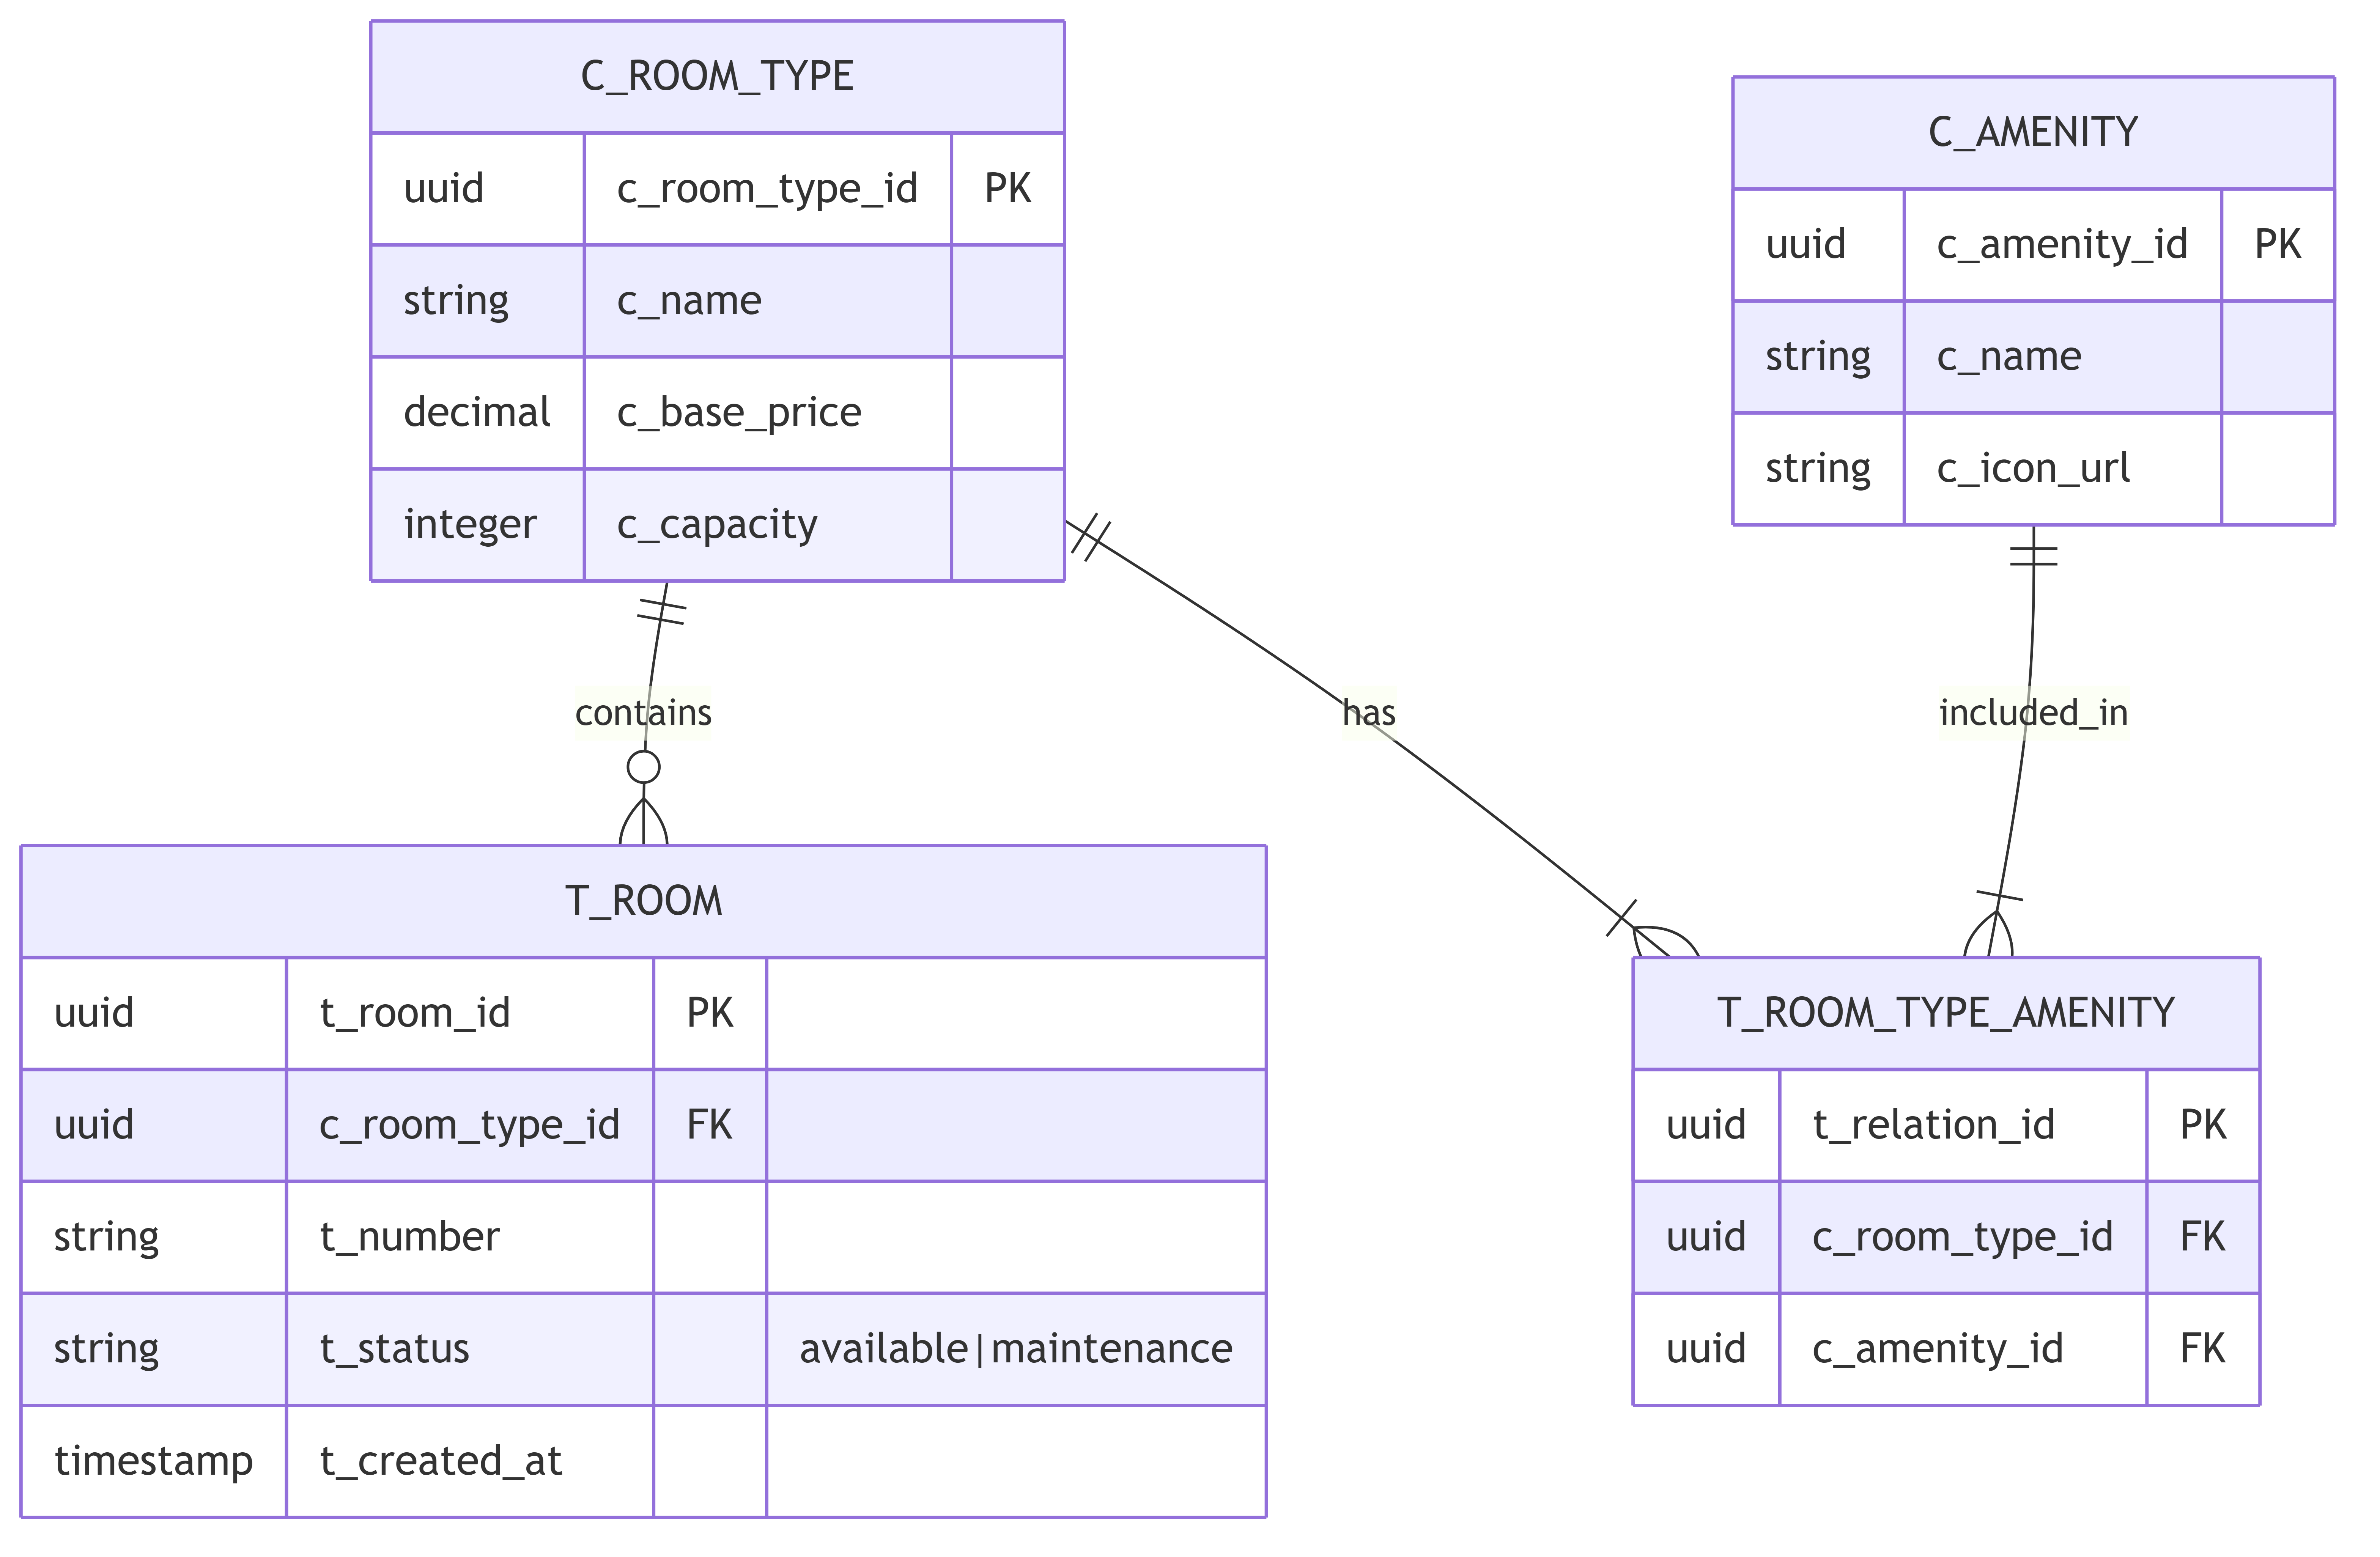 C_ROOM_TYPE
uuid c_room_type_id PK
string c_name
decimal c_base_price
integer c_capacity
C_AMENITY
uuid c_amenity_id PK
string c_name
string c_icon_url
contains
has
included_in
T_ROOM
uuid t_room_id PK
uuid c_room_type_id FK
string t_number
string t_status available|maintenance
timestamp t_created_at
T_ROOM_TYPE_AMENITY
uuid t_relation_id PK
uuid c_room_type_id FK
uuid c_amenity_id FK